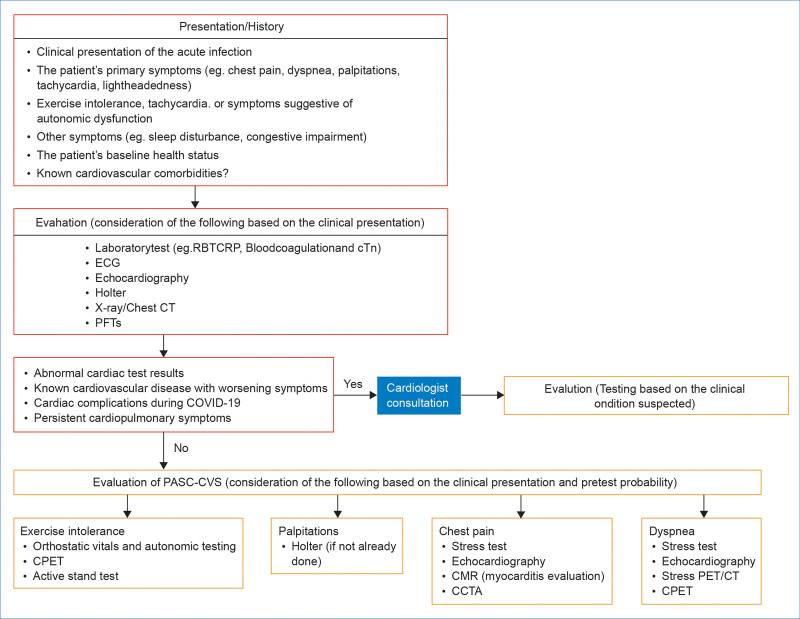 Presentation/History
• Clinical presentation of the acute infection
• The patient's primary symptoms (eg. chest pain, dyspnea, palpitations,
tachycardia, lightheadedness)
• Exercise intolerance, tachycardia. or symptoms suggestive of
autonomic dysfunction
• Other symptoms (eg. sleep disturbance, congestive impairment)
• The patient's baseline health status
• Known cardiovascular comorbidities?
Evahation (consideration of the following based on the clinical presentation)
• Laboratorytest (eg.RBTCRP, Bloodcoagulationand cTn)
• ECG
• Echocardiography
• Holter
• X-ray/Chest CT
• PFTs
• Abnormal cardiac test results
• Known cardiovascular disease with worsening symptoms
• Cardiac complications during COVID-19
• Persistent cardiopulmonary symptoms
Yes
Cardiologist
consultation
Evalution (Testing based on the clinical
ondition suspected)
No
Evaluation of PASC-CVS (consideration of the following based on the clinical presentation and pretest probability)
Exercise intolerance
• Orthostatic vitals and autonomic testing
• CPET
• Active stand test
Palpitations
• Holter (if not already
done)
Chest pain
• Stress test
• Echocardiography
• CMR (myocarditis evaluation)
• CCTA
Dyspnea
• Stress test
• Echocardiography
• Stress PET/CT
• CPET